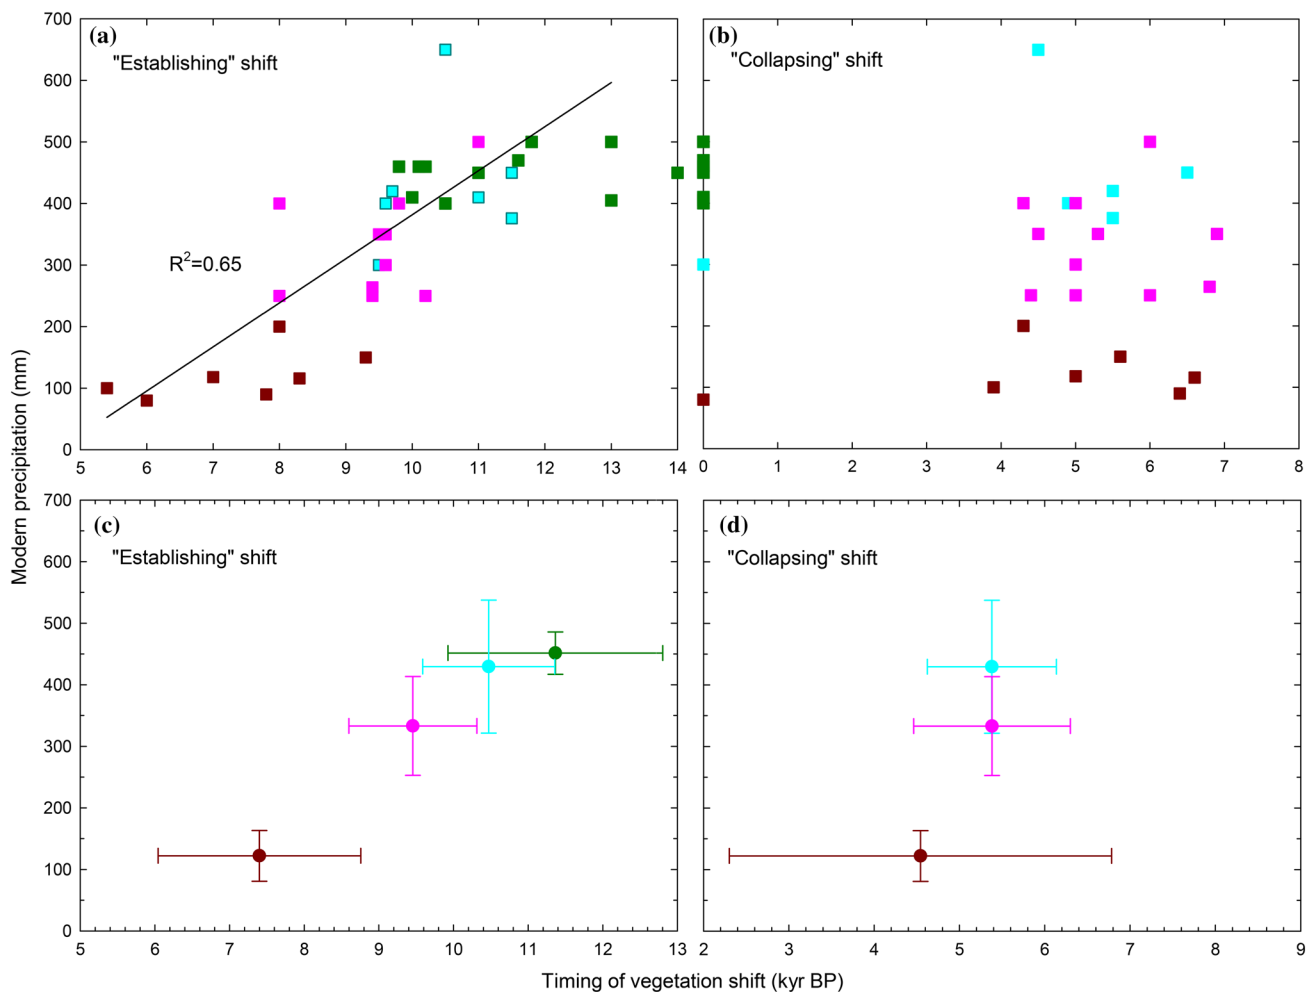 (a)
"Establishing" shift
R²=0.65
700
600
500
400
300
200
100
0
5 6 7 8 9 10 11 12 13 14
(b)
"Collapsing" shift
0 1 2 3 4 5 6 7 8
Modern precipitation (mm)
(c)
"Establishing" shift
700
600
500
400
300
200
100
0
5 6 7 8 9 10 11 12 13
(d)
"Collapsing" shift
2 3 4 5 6 7 8 9
Timing of vegetation shift (kyr BP)